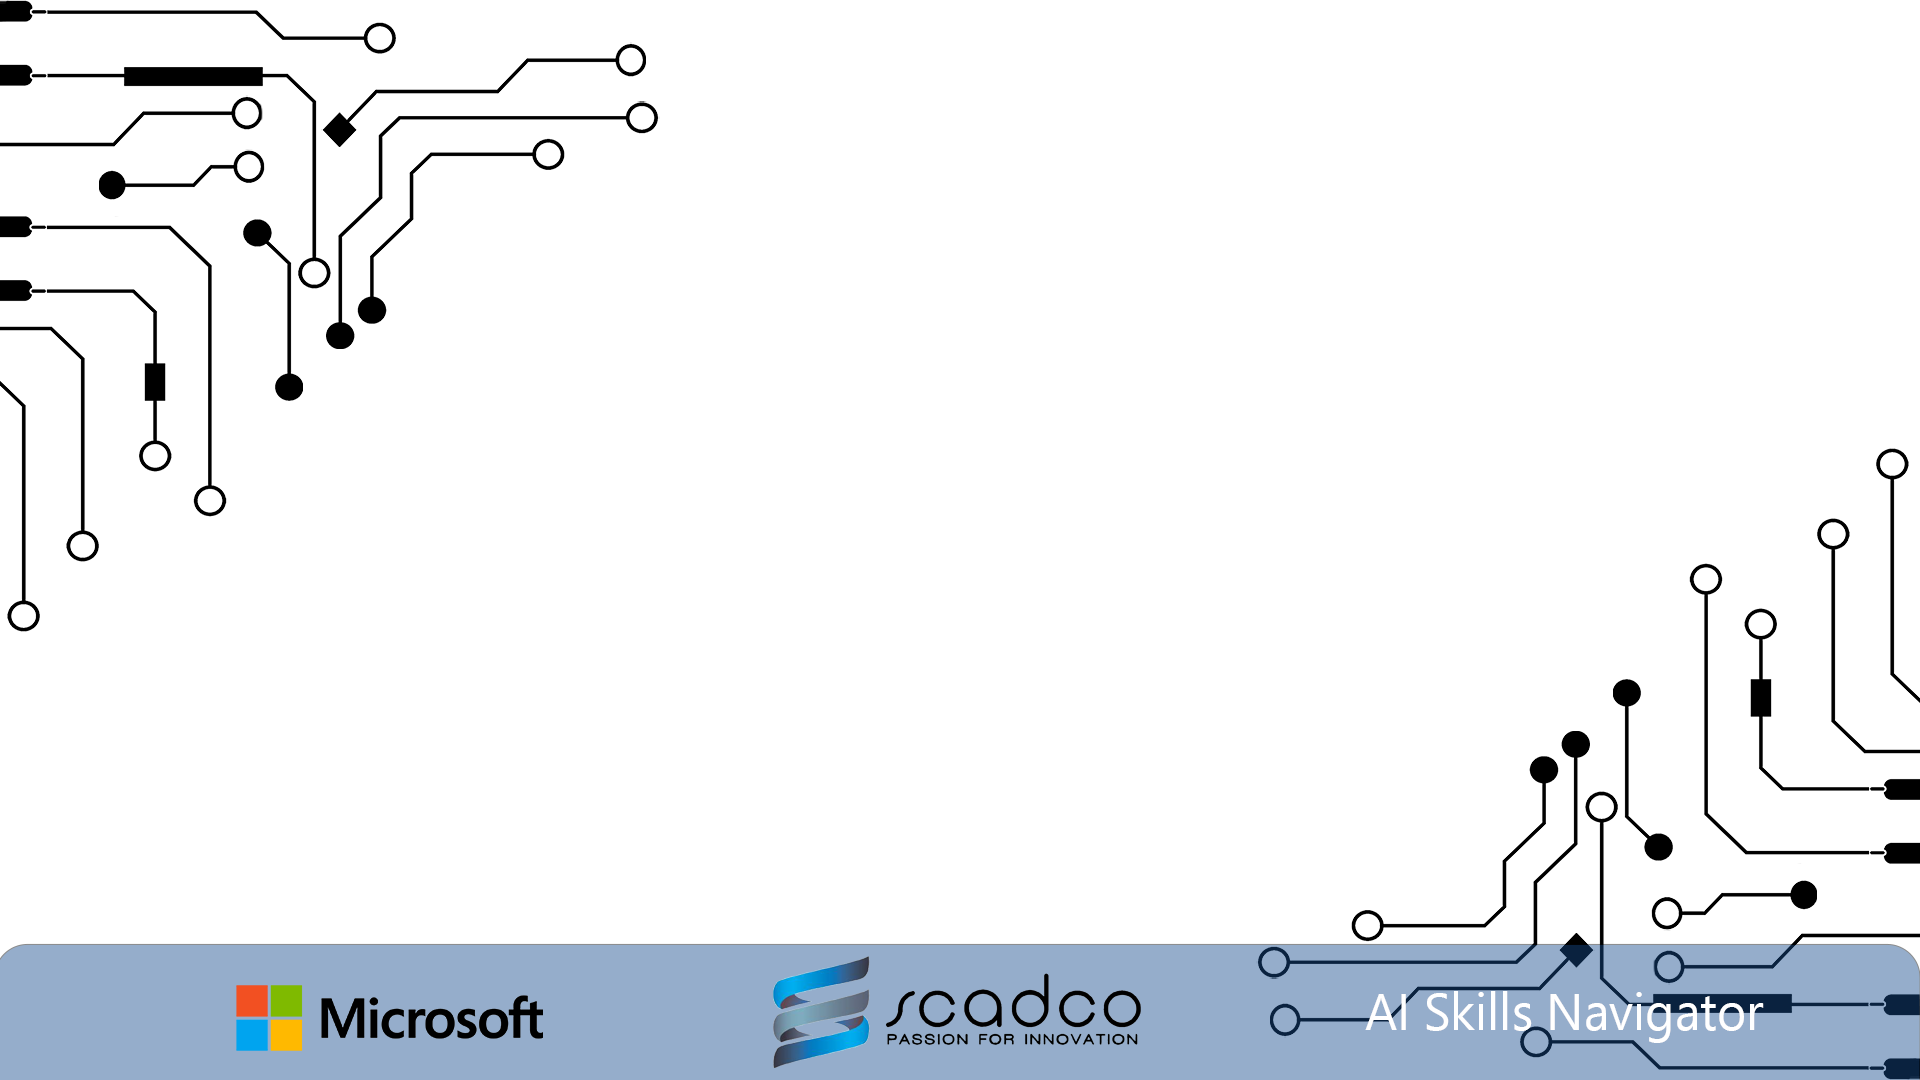 Microsoft
scadco
PASSION FOR INNOVATION
AI Skills Navigator